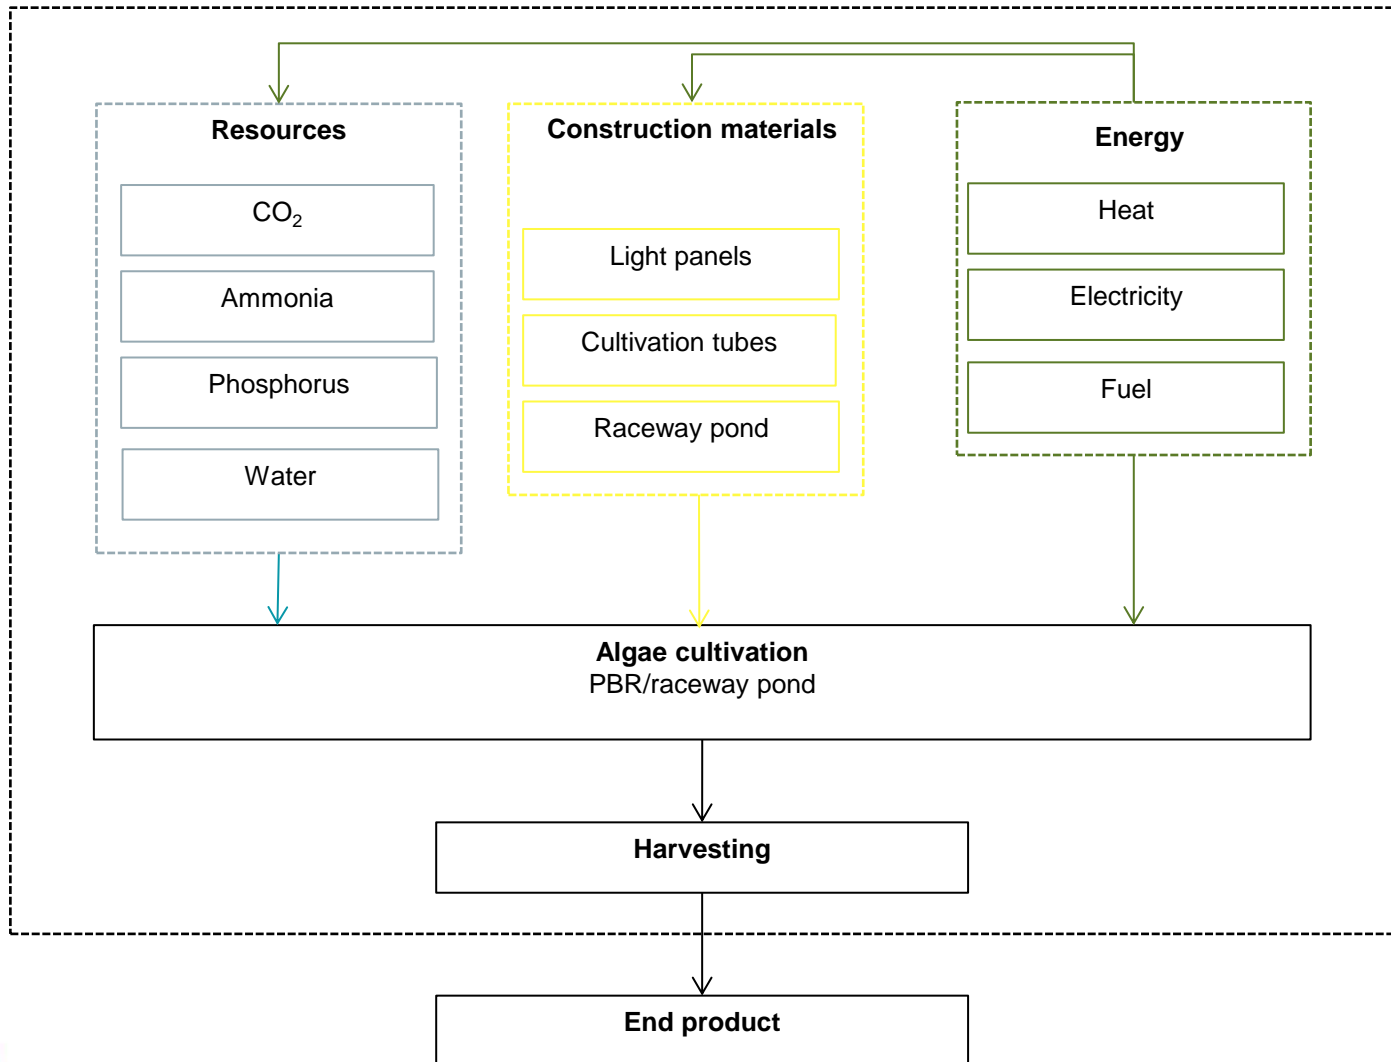 Resources
CO₂
Ammonia
Phosphorus
Water
Construction materials
Light panels
Cultivation tubes
Raceway pond
Energy
Heat
Electricity
Fuel
Algae cultivation
PBR/raceway pond
Harvesting
End product